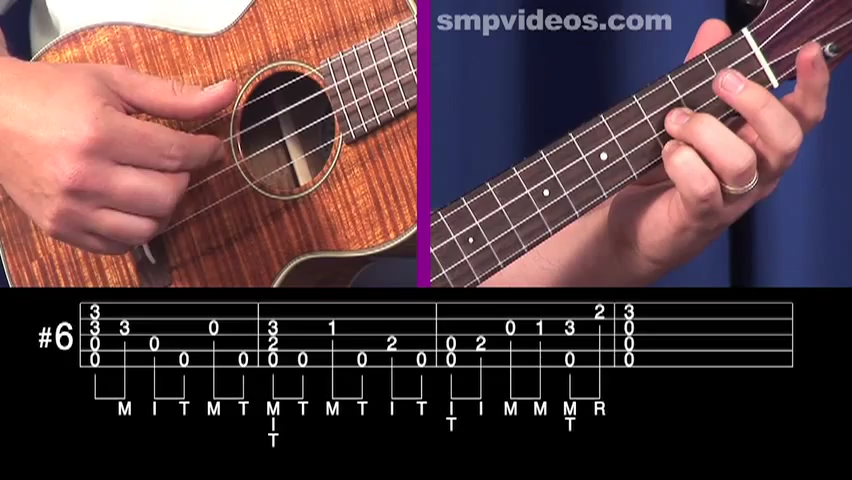 smpvideos.com
3 2 3
#6
3 3 0 3 1 0 1 3 0
0 0 2 2 0 2 0
0 0 0 0 0 0 0 0 0 0
M I T M T M T M T I T I I M M M R
I T T
T